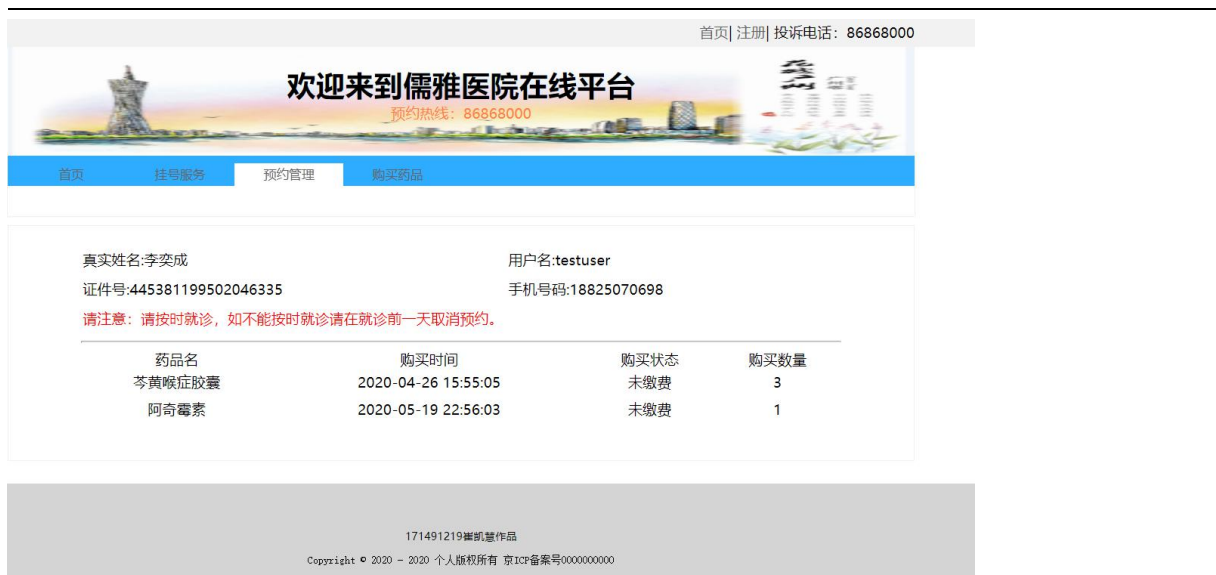 首页| 注册| 投诉电话：86868000
欢迎来到儒雅医院在线平台
预约热线：86868000
首页 挂号服务 预约管理 购买药品
真实姓名:李奕成 用户名:testuser
证件号:445381199502046335 手机号码:18825070698
请注意：请按时就诊，如不能按时就诊请在就诊前一天取消预约。
药品名 购买时间 购买状态 购买数量
芩黄喉症胶囊 2020-04-26 15:55:05 未缴费 3
阿奇霉素 2020-05-19 22:56:03 未缴费 1
171491219崔凯慧作品
Copyright © 2020 - 2020 个人版权所有 京ICP备案号0000000000